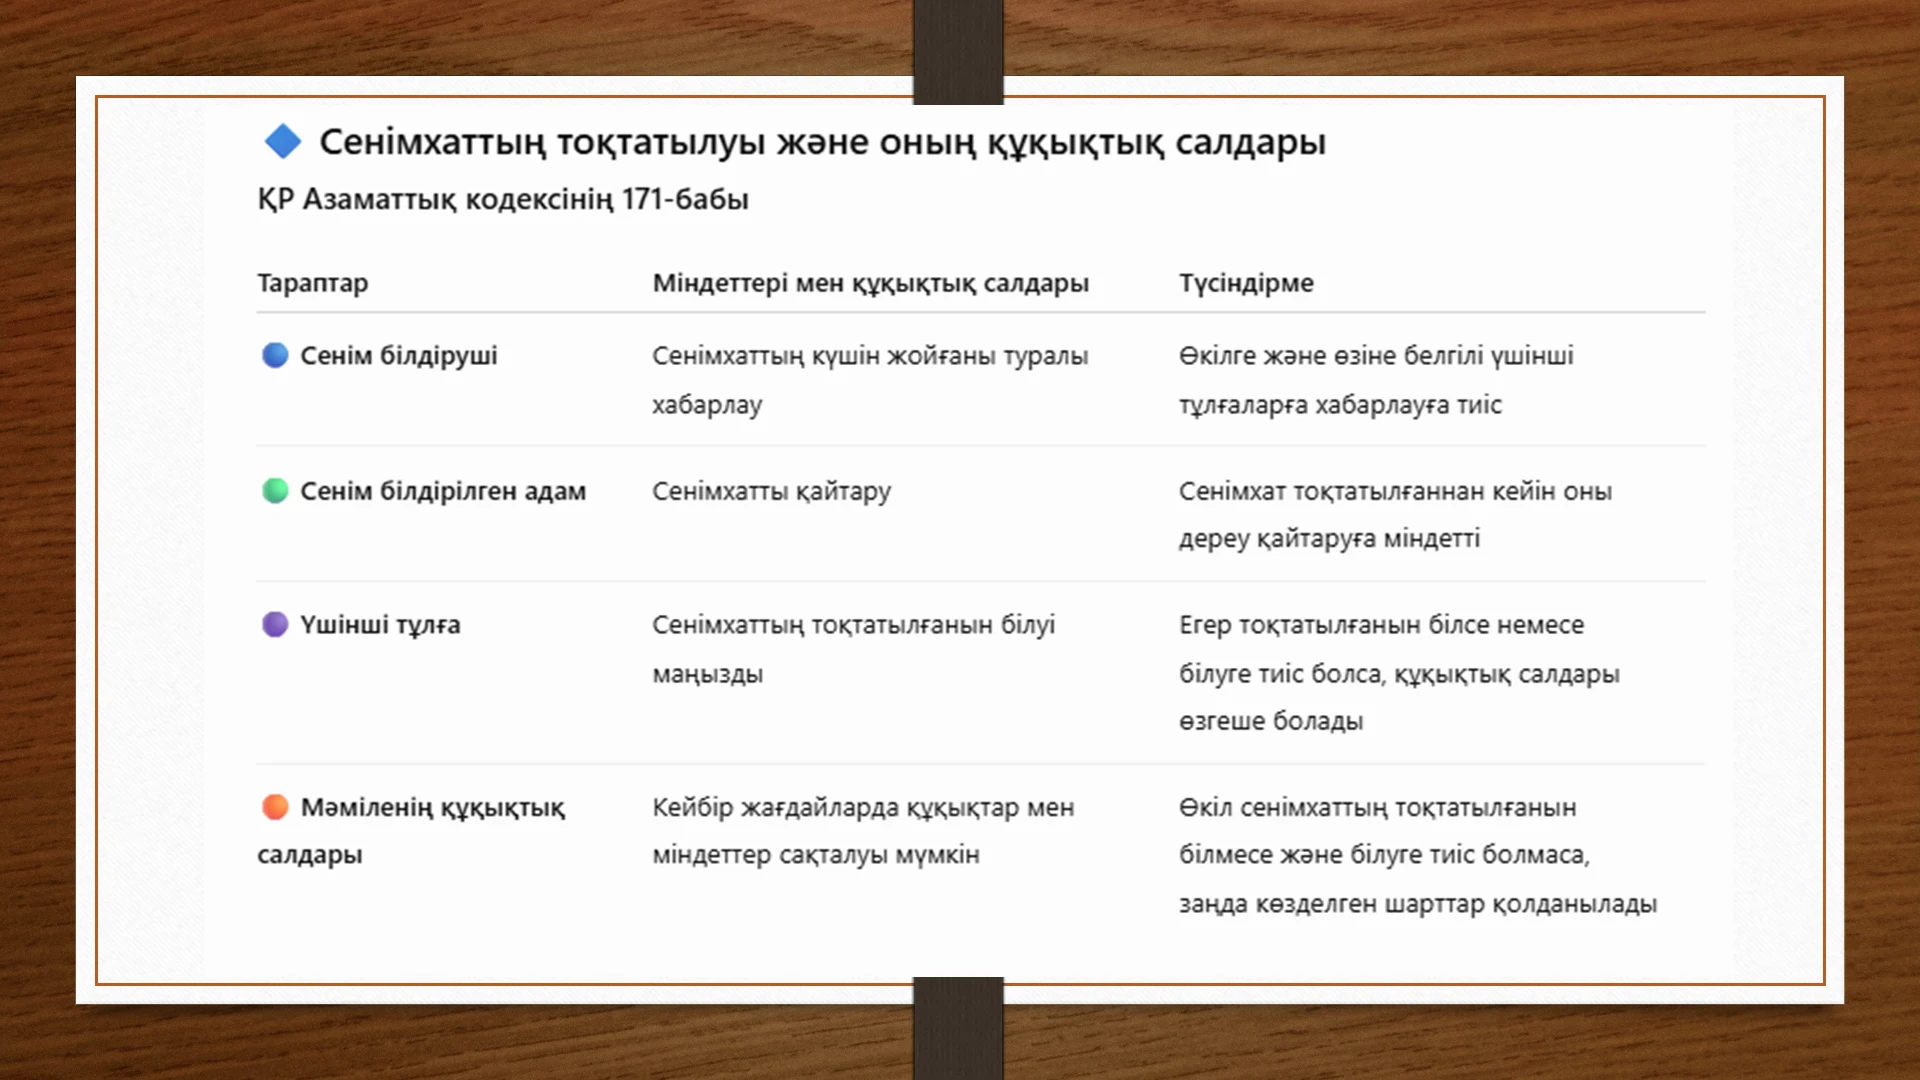 Сенімхаттың тоқтатылуы және оның құқықтық салдары
ҚР Азаматтық кодексінің 171-бабы
Тараптар Міндеттері мен құқықтық салдары Түсіндірме
Сенім білдіруші Сенімхаттың күшін жойғаны туралы Өкілге және өзіне белгілі үшінші
хабарлау тұлғаларға хабарлауға тиіс
Сенім білдірілген адам Сенімхатты қайтару Сенімхат тоқтатылғаннан кейін оны
дереу қайтаруға міндетті
Үшінші тұлға Сенімхаттың тоқтатылғанын білуі Егер тоқтатылғанын білсе немесе
маңызды білуге тиіс болса, құқықтық салдары
өзгеше болады
Мәміленің құқықтық Кейбір жағдайларда құқықтар мен Өкіл сенімхаттың тоқтатылғанын
салдары міндеттер сақталуы мүмкін білмесе және білуге тиіс болмаса,
заңда көзделген шарттар қолданылады